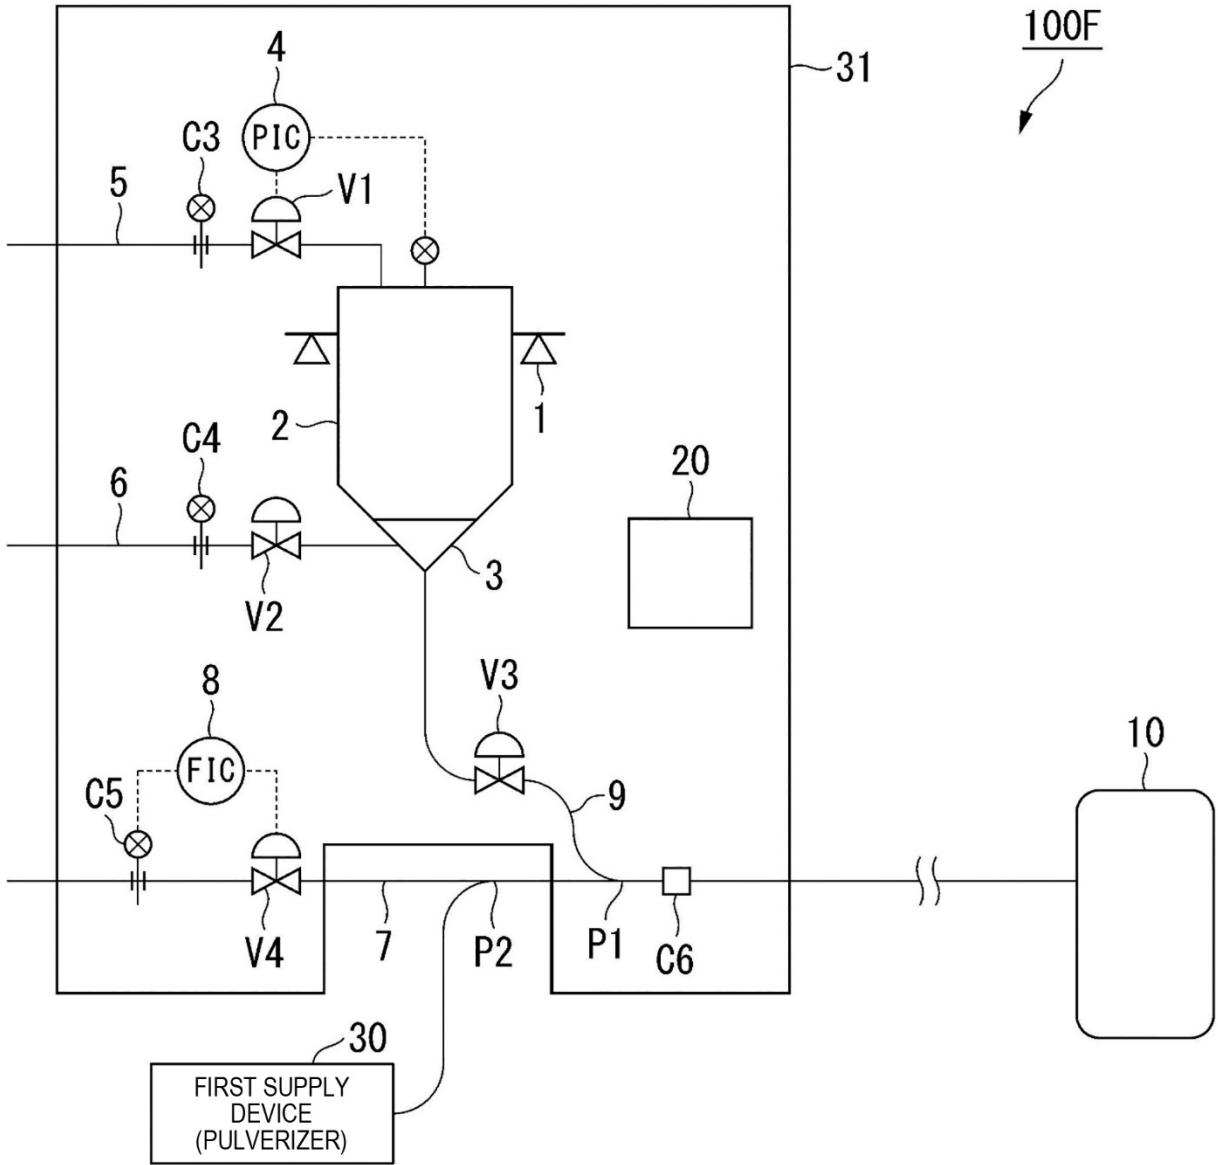 100F
31
4
PIC
C3
V1
5
2
1
C4
6
20
3
V2
V3
8
FIC
10
C5
9
V4
7
P2
P1
C6
30
FIRST SUPPLY
DEVICE
(PULVERIZER)